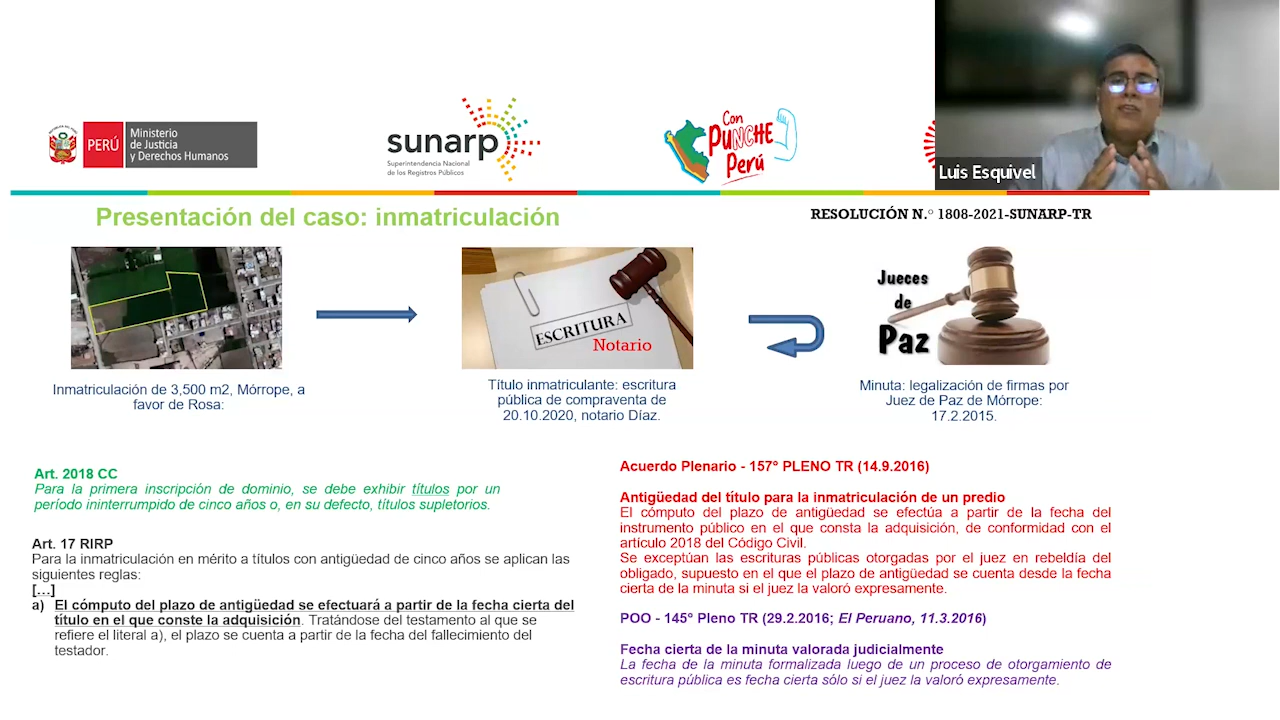 PERÚ
Ministerio
de Justicia
y Derechos Humanos
sunarp
Superintendencia Nacional
de los Registros Públicos
Con
PUNCHE
Perú
Luis Esquivel
Presentación del caso: inmatriculación
RESOLUCIÓN N.° 1808-2021-SUNARP-TR
ESCRITURA
Notario
Jueces
de
Paz
Inmatriculación de 3,500 m2, Mórrope, a
favor de Rosa:
Título inmatriculante: escritura
pública de compraventa de
20.10.2020, notario Díaz.
Minuta: legalización de firmas por
Juez de Paz de Mórrope:
17.2.2015.
Art. 2018 CC
Para la primera inscripción de dominio, se debe exhibir títulos por un
período ininterrumpido de cinco años o, en su defecto, títulos supletorios.
Art. 17 RIRP
Para la inmatriculación en mérito a títulos con antigüedad de cinco años se aplican las
siguientes reglas:
[...]
a) El cómputo del plazo de antigüedad se efectuará a partir de la fecha cierta del
título en el que conste la adquisición. Tratándose del testamento al que se
refiere el literal a), el plazo se cuenta a partir de la fecha del fallecimiento del
testador.
Acuerdo Plenario - 157° PLENO TR (14.9.2016)
Antigüedad del título para la inmatriculación de un predio
El cómputo del plazo de antigüedad se efectúa a partir de la fecha del
instrumento público en el que consta la adquisición, de conformidad con el
artículo 2018 del Código Civil.
Se exceptúan las escrituras públicas otorgadas por el juez en rebeldía del
obligado, supuesto en el que el plazo de antigüedad se cuenta desde la fecha
cierta de la minuta si el juez la valoró expresamente.
POO - 145° Pleno TR (29.2.2016; El Peruano, 11.3.2016)
Fecha cierta de la minuta valorada judicialmente
La fecha de la minuta formalizada luego de un proceso de otorgamiento de
escritura pública es fecha cierta sólo si el juez la valoró expresamente.